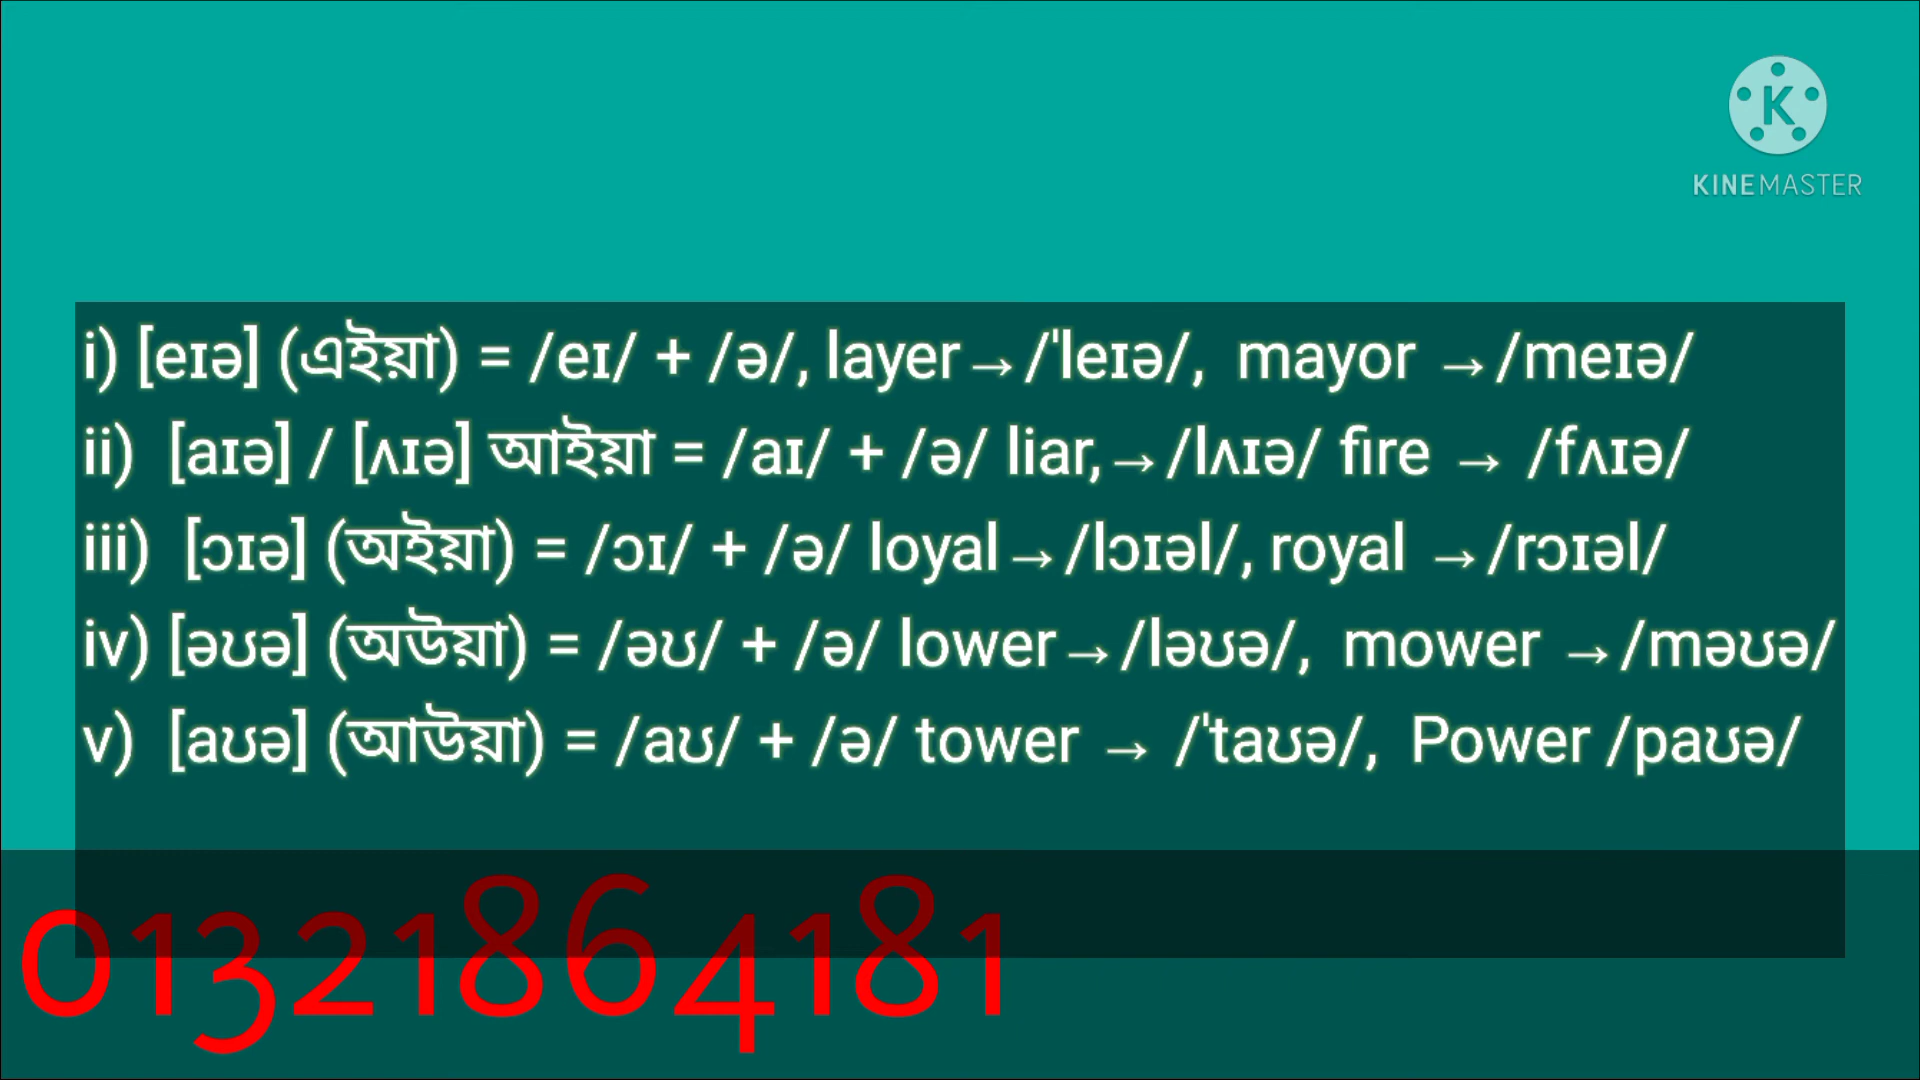 KINEMASTER
i) [eɪə] (এইয়া) = /eɪ/ + /ə/, layer→/ˈleɪə/, mayor →/meɪə/
ii) [aɪə] / [ʌɪə] আইয়া = /aɪ/ + /ə/ liar,→/lʌɪə/ fire → /fʌɪə/
iii) [ɔɪə] (অইয়া) = /ɔɪ/ + /ə/ loyal→/lɔɪəl/, royal →/rɔɪəl/
iv) [əʊə] (অউয়া) = /əʊ/ + /ə/ lower→/ləʊə/, mower →/məʊə/
v) [aʊə] (আউয়া) = /aʊ/ + /ə/ tower → /ˈtaʊə/, Power /paʊə/
01321864181